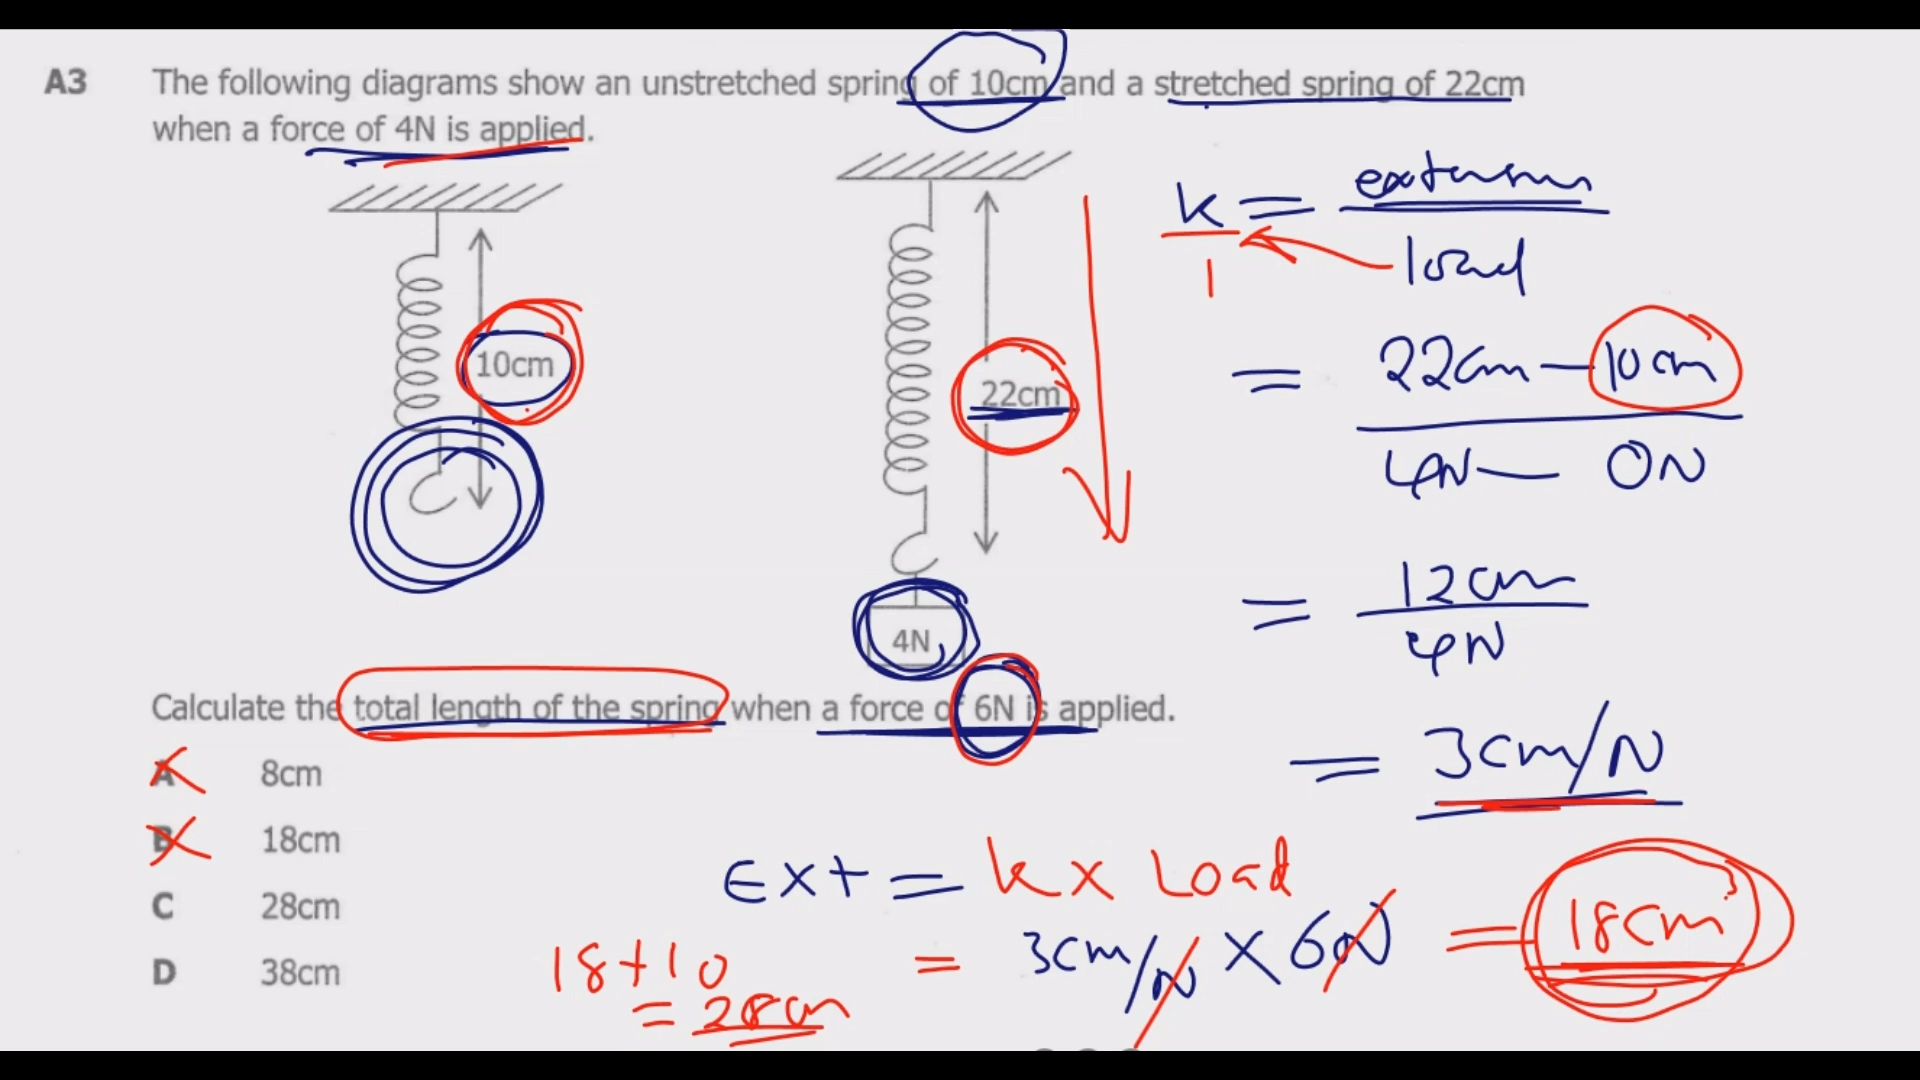 A3 The following diagrams show an unstretched spring of 10cm and a stretched spring of 22cm
when a force of 4N is applied.
10cm
22cm
4N
k = extension
1 load
= 22cm - 10cm
4N - 0N
= 12cm
4N
= 3cm/N
Calculate the total length of the spring when a force of 6N is applied.
A 8cm
B 18cm
C 28cm
D 38cm
Ext = k x Load
= 3cm/N x 6N = 18cm
18+10
= 28cm